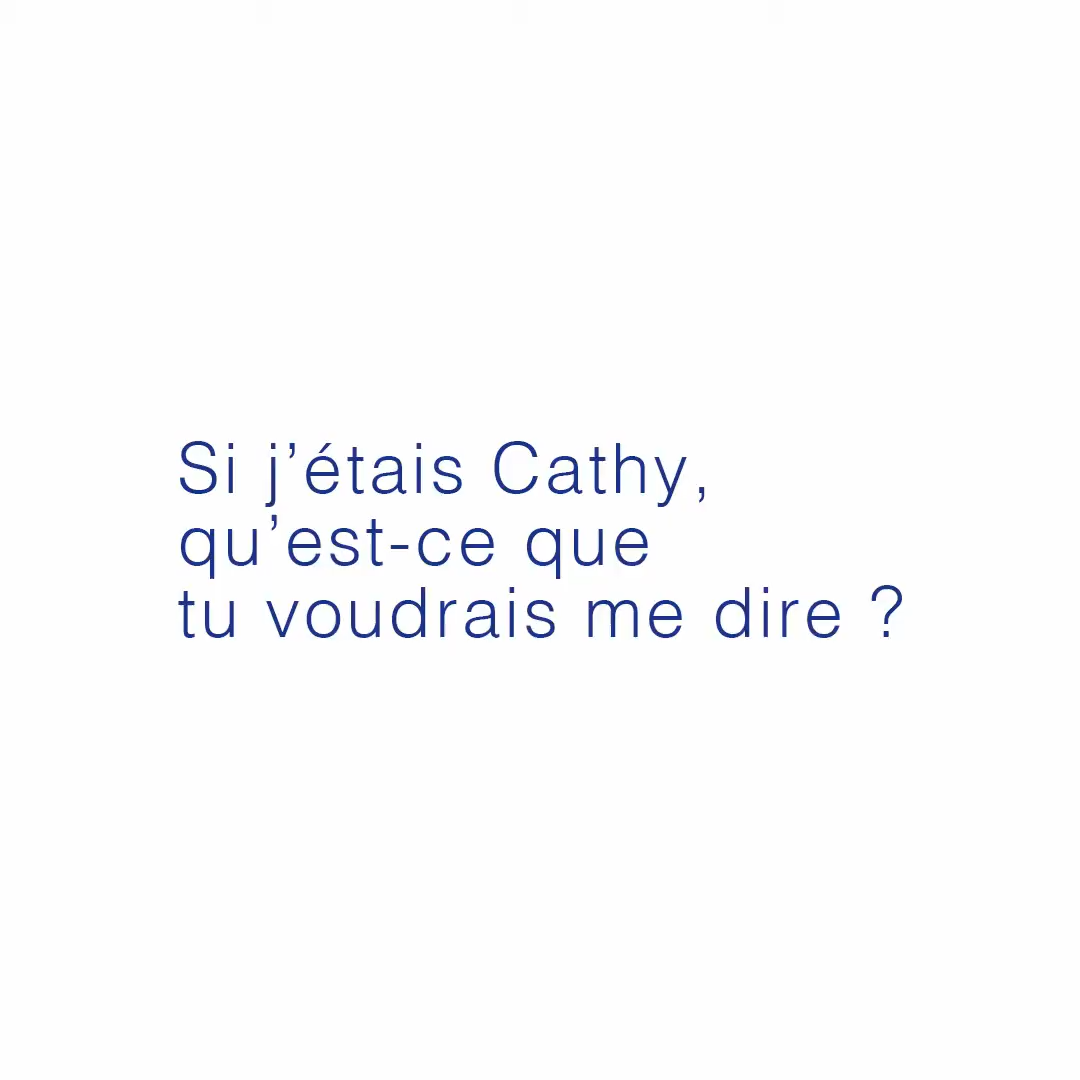 Si j’étais Cathy,
qu’est-ce que
tu voudrais me dire ?